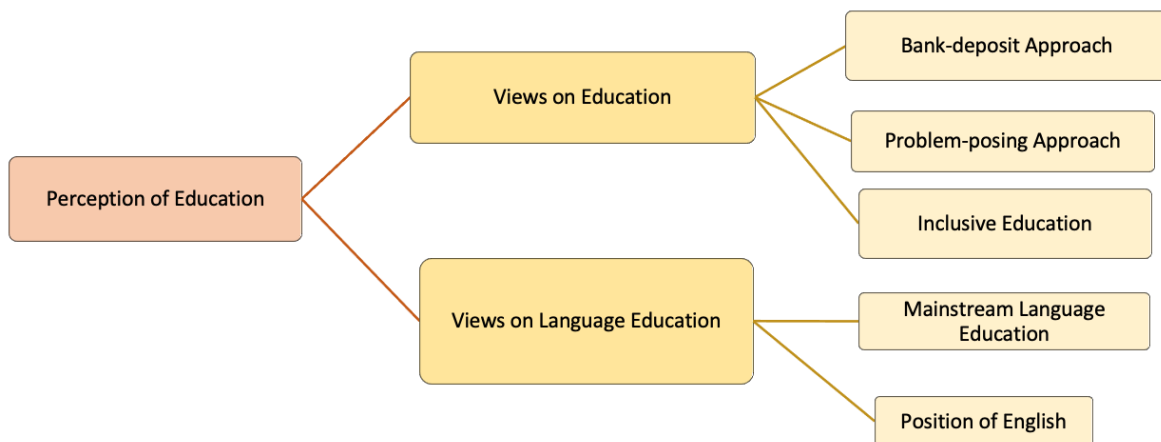 Perception of Education
Views on Education
Bank-deposit Approach
Problem-posing Approach
Inclusive Education
Views on Language Education
Mainstream Language
Education
Position of English